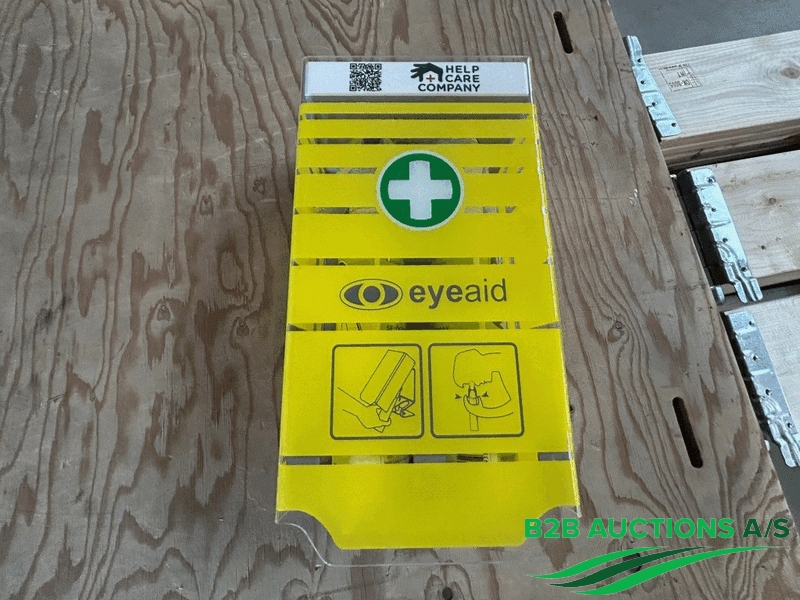 HELP
CARE
COMPANY
eyeaid
B2B AUCTIONS A/S